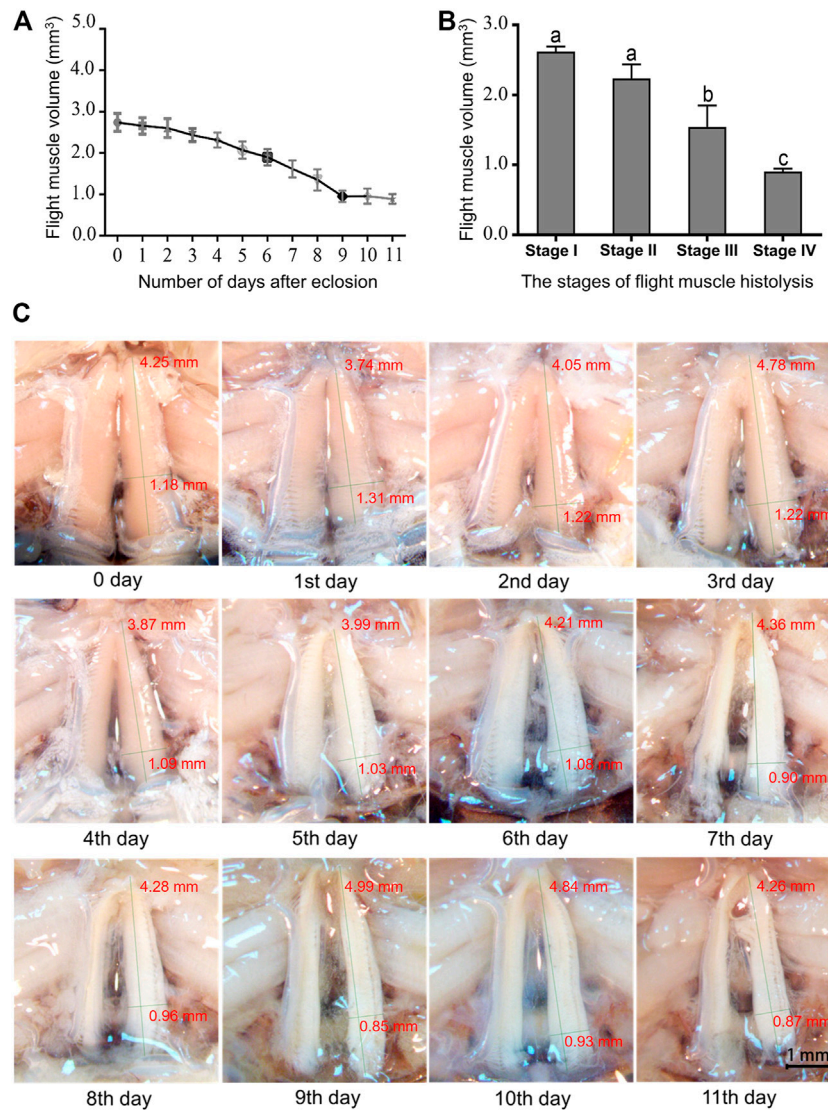 A
Flight muscle volume (mm³)
5.0
4.0
3.0
2.0
1.0
0.0
0 1 2 3 4 5 6 7 8 9 10 11
Number of days after eclosion
B
Flight muscle volume (mm³)
3.0
2.0
1.0
0.0
a
a
b
c
Stage I Stage II Stage III Stage IV
The stages of flight muscle histolysis
C
4.25 mm
1.18 mm
0 day
3.74 mm
1.31 mm
1st day
4.05 mm
1.22 mm
2nd day
4.78 mm
1.22 mm
3rd day
3.87 mm
1.09 mm
4th day
3.99 mm
1.03 mm
5th day
4.21 mm
1.08 mm
6th day
4.36 mm
0.90 mm
7th day
4.28 mm
0.96 mm
8th day
4.99 mm
0.85 mm
9th day
4.84 mm
0.93 mm
10th day
4.26 mm
0.87 mm
1 mm
11th day